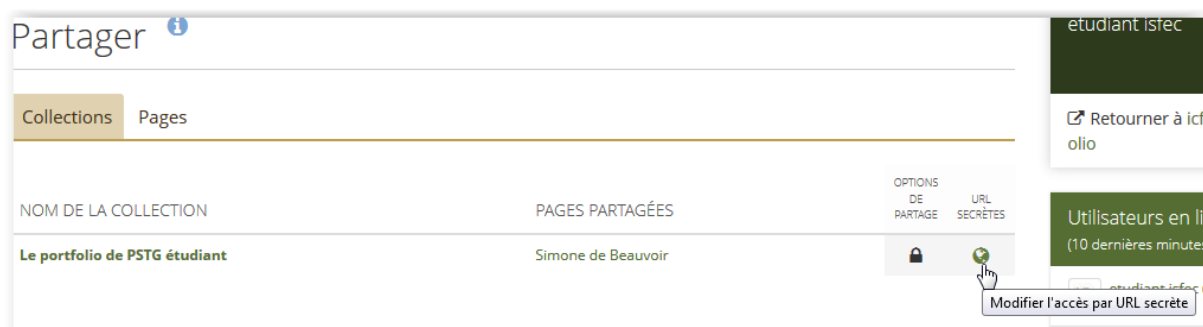 Partager
Collections Pages
NOM DE LA COLLECTION PAGES PARTAGÉES OPTIONS DE PARTAGE URL SECRÈTES
Le portfolio de PSTG étudiant Simone de Beauvoir
Modifier l'accès par URL secrète
etudiant isfec
Retourner à icf
olio
Utilisateurs en li
(10 dernières minutes
etudiant isfec